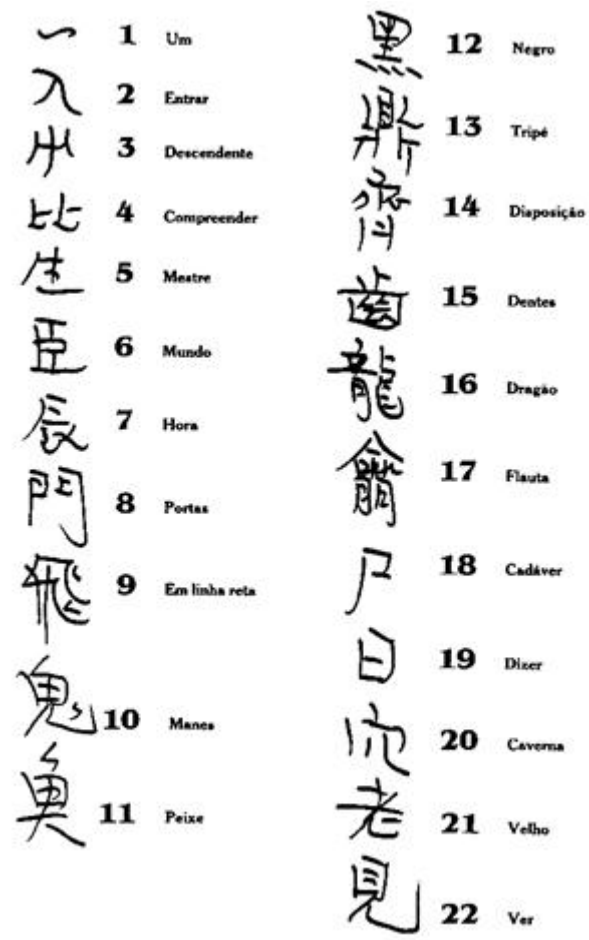 一 1 Um
入 2 Entrar
屮 3 Descendente
比 4 Compreender
生 5 Mestre
臣 6 Mundo
辰 7 Hora
門 8 Portas
飛 9 Em linha reta
鬼 10 Manes
𩵋 11 Peixe
黑 12 Negro
鼎 13 Tripé
齊 14 Disposição
齒 15 Dentes
龍 16 Dragão
龠 17 Flauta
尸 18 Cadáver
曰 19 Dizer
穴 20 Caverna
老 21 Velho
見 22 Ver